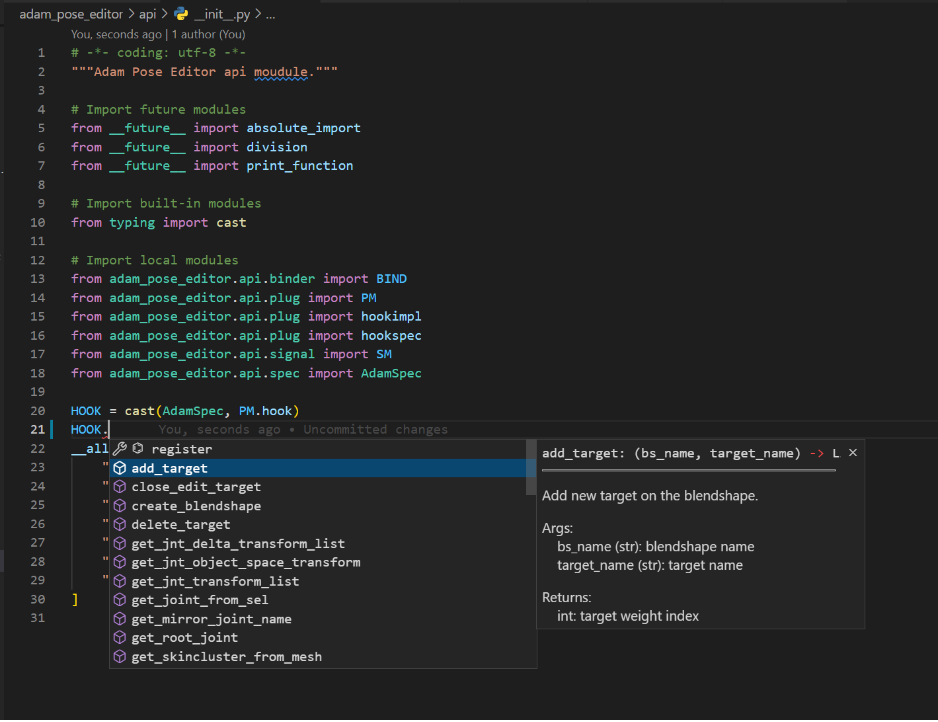 adam_pose_editor > api > __init__.py > ...
You, seconds ago | 1 author (You)
1 # -*- coding: utf-8 -*-
2 """Adam Pose Editor api moudule."""
3
4 # Import future modules
5 from __future__ import absolute_import
6 from __future__ import division
7 from __future__ import print_function
8
9 # Import built-in modules
10 from typing import cast
11
12 # Import local modules
13 from adam_pose_editor.api.binder import BIND
14 from adam_pose_editor.api.plug import PM
15 from adam_pose_editor.api.plug import hookimpl
16 from adam_pose_editor.api.plug import hookspec
17 from adam_pose_editor.api.signal import SM
18 from adam_pose_editor.api.spec import AdamSpec
19
20 HOOK = cast(AdamSpec, PM.hook)
21 HOOK. You, seconds ago • Uncommitted changes
22 __all
23 "
24 "
25 "
26 "
27 "
28 "
29 "
30 ]
31
register
add_target
close_edit_target
create_blendshape
delete_target
get_jnt_delta_transform_list
get_jnt_object_space_transform
get_jnt_transform_list
get_joint_from_sel
get_mirror_joint_name
get_root_joint
get_skincluster_from_mesh
add_target: (bs_name, target_name) -> L
Add new target on the blendshape.
Args:
bs_name (str): blendshape name
target_name (str): target name
Returns:
int: target weight index